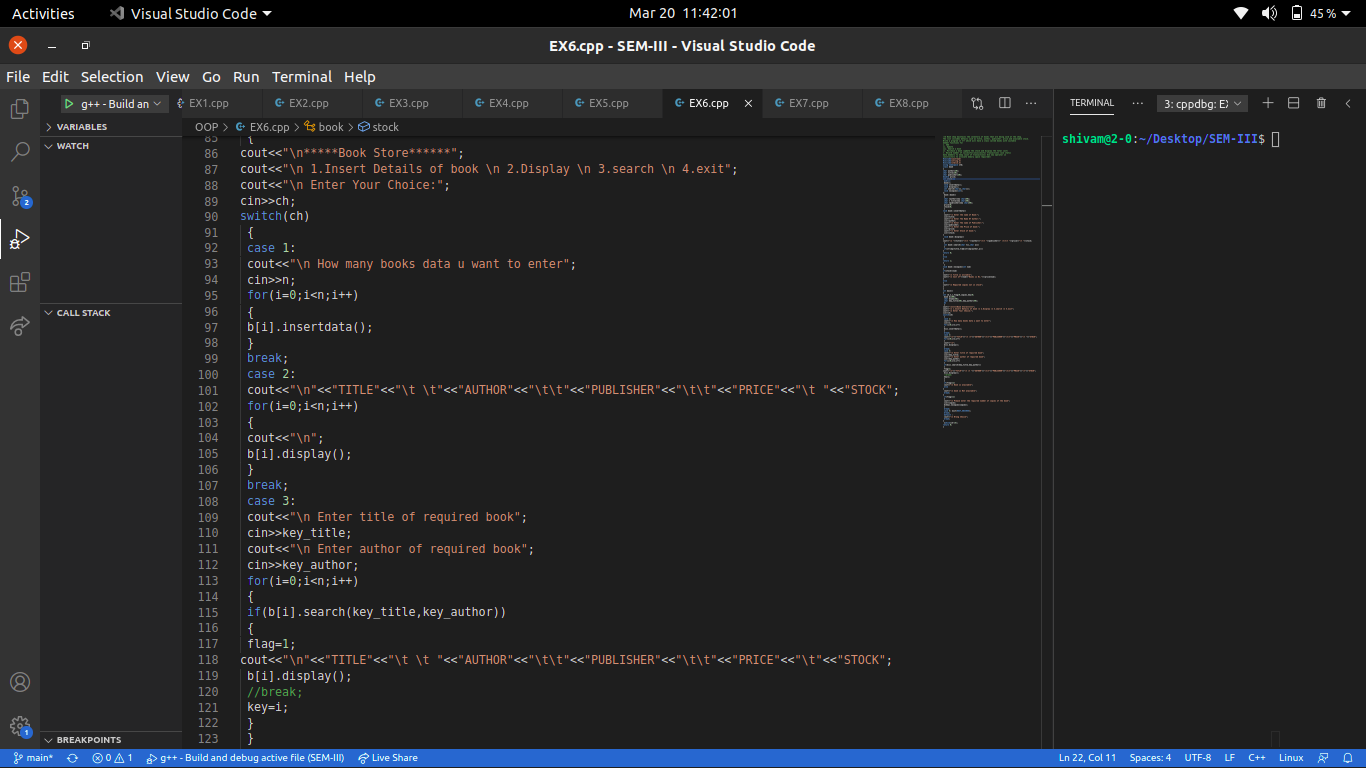 Activities
Visual Studio Code
Mar 20 11:42:01
45 %
EX6.cpp - SEM-III - Visual Studio Code
File Edit Selection View Go Run Terminal Help
g++ - Build an
EX1.cpp
EX2.cpp
EX3.cpp
EX4.cpp
EX5.cpp
EX6.cpp
EX7.cpp
EX8.cpp
TERMINAL
3: cppdbg: E
VARIABLES
WATCH
CALL STACK
BREAKPOINTS
2
1
OOP > EX6.cpp > book > stock
85 {
86 cout<<"\n*****Book Store******";
87 cout<<"\n 1.Insert Details of book \n 2.Display \n 3.search \n 4.exit";
88 cout<<"\n Enter Your Choice:";
89 cin>>ch;
90 switch(ch)
91 {
92 case 1:
93 cout<<"\n How many books data u want to enter";
94 cin>>n;
95 for(i=0;i<n;i++)
96 {
97 b[i].insertdata();
98 }
99 break;
100 case 2:
101 cout<<"\n"<<"TITLE"<<"\t \t"<<"AUTHOR"<<"\t\t"<<"PUBLISHER"<<"\t\t"<<"PRICE"<<"\t "<<"STOCK";
102 for(i=0;i<n;i++)
103 {
104 cout<<"\n";
105 b[i].display();
106 }
107 break;
108 case 3:
109 cout<<"\n Enter title of required book";
110 cin>>key_title;
111 cout<<"\n Enter author of required book";
112 cin>>key_author;
113 for(i=0;i<n;i++)
114 {
115 if(b[i].search(key_title,key_author))
116 {
117 flag=1;
118 cout<<"\n"<<"TITLE"<<"\t \t "<<"AUTHOR"<<"\t\t"<<"PUBLISHER"<<"\t\t"<<"PRICE"<<"\t"<<"STOCK";
119 b[i].display();
120 //break;
121 key=i;
122 }
123 }
shivam@2-0:~/Desktop/SEM-III$
main*
0 1
g++ - Build and debug active file (SEM-III)
Live Share
Ln 22, Col 11
Spaces: 4
UTF-8
LF
C++
Linux